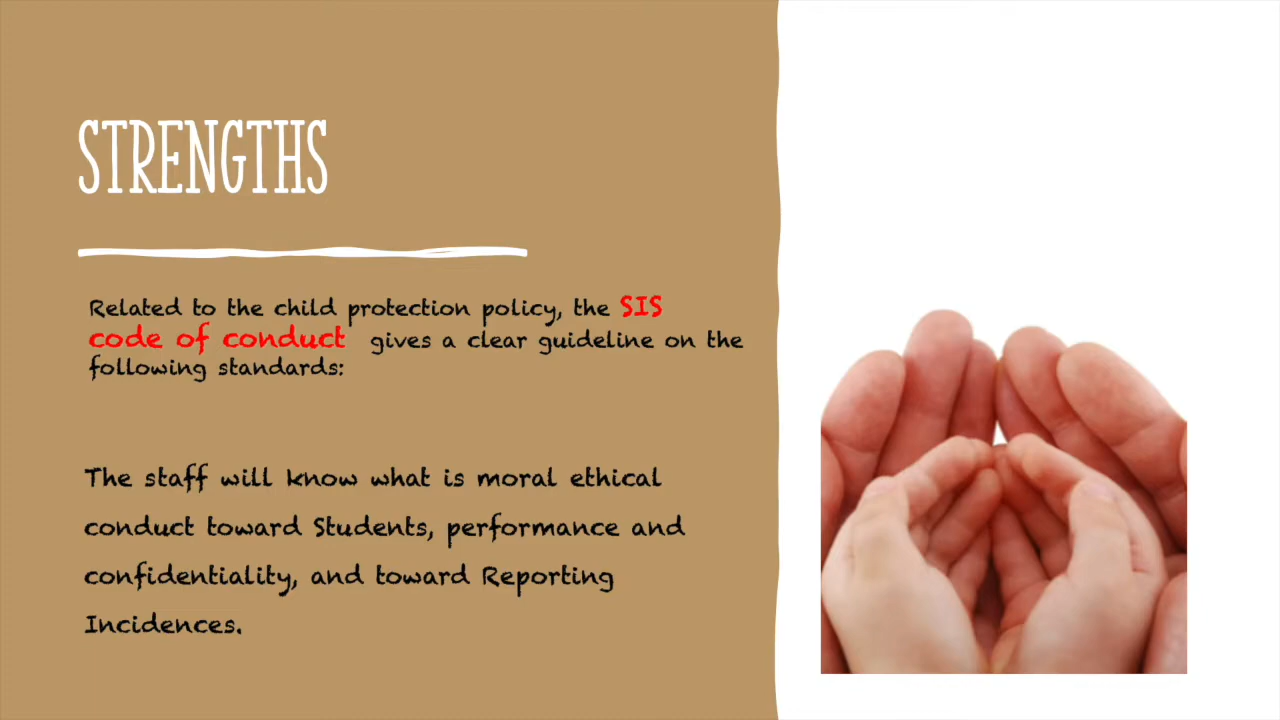 STRENGTHS
Related to the child protection policy, the SIS
code of conduct gives a clear guideline on the
following standards:
The staff will know what is moral ethical
conduct toward Students, performance and
confidentiality, and toward Reporting
Incidences.